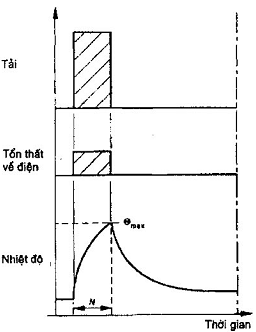 Tải
Tổn thất
về điện
Θmax
Nhiệt độ
N
Thời gian